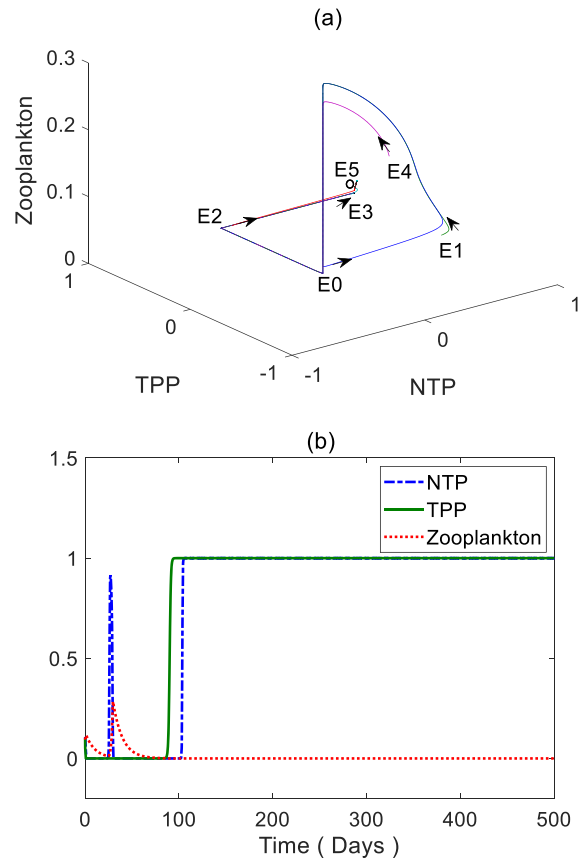 (a)
0.3
0.2
0.1
0
Zooplankton
1
0
-1
TPP
-1
0
1
NTP
E0
E1
E2
E3
E4
E5
(b)
1.5
1
0.5
0
0
100
200
300
400
500
Time ( Days )
NTP
TPP
Zooplankton